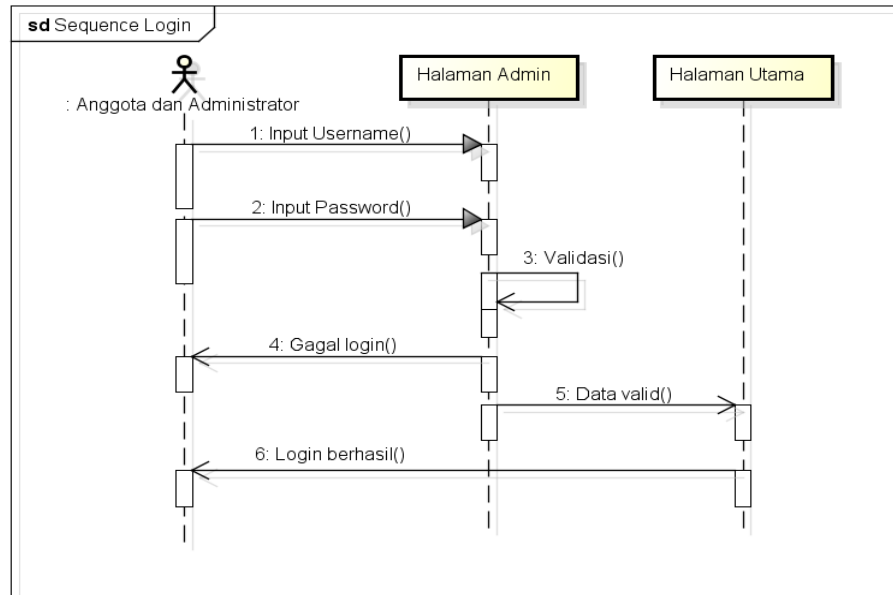 sd Sequence Login
Halaman Admin
Halaman Utama
: Anggota dan Administrator
1: Input Username()
2: Input Password()
3: Validasi()
4: Gagal login()
5: Data valid()
6: Login berhasil()